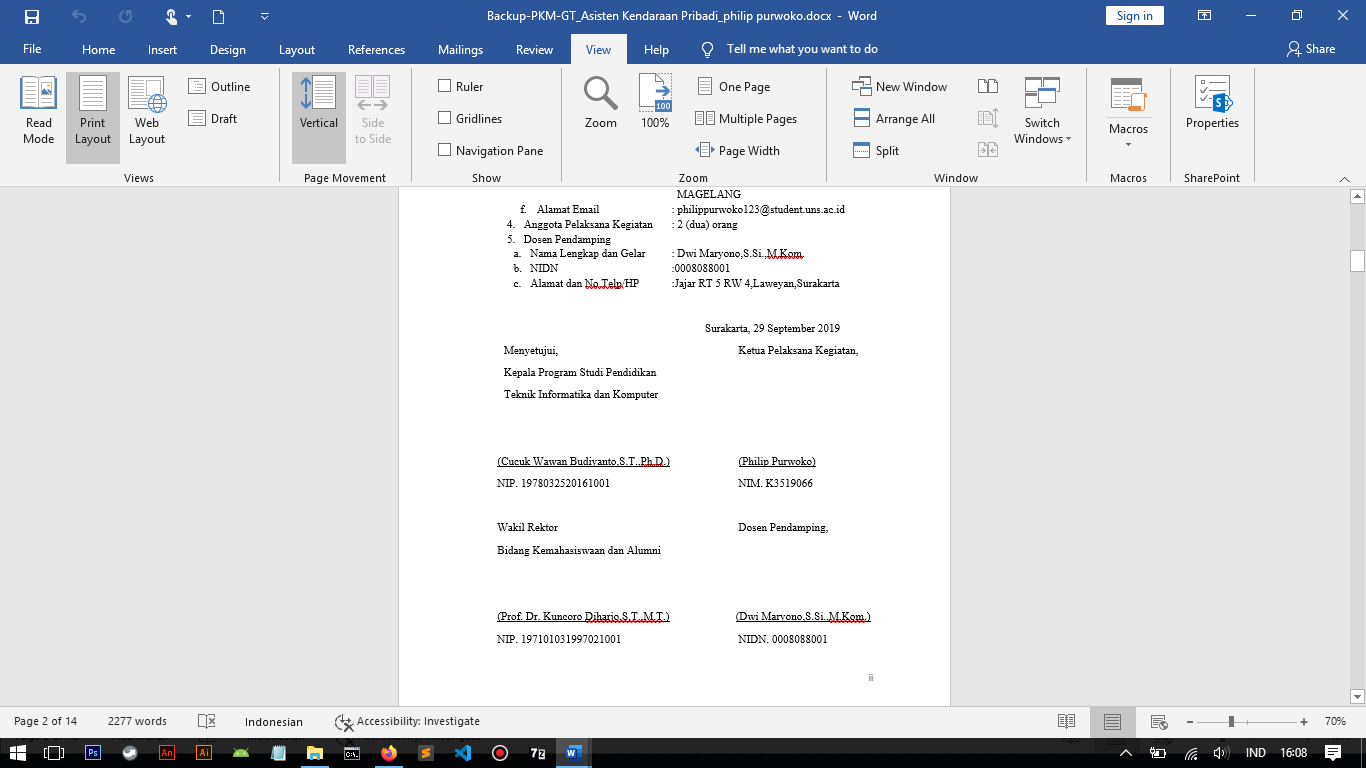 Backup-PKM-GT_Asisten Kendaraan Pribadi_philip purwoko.docx - Word
Sign in
File Home Insert Design Layout References Mailings Review View Help Tell me what you want to do Share
Read Mode
Print Layout
Web Layout
Outline
Draft
Views
Vertical
Side to Side
Page Movement
Ruler
Gridlines
Navigation Pane
Show
Zoom
100
100%
One Page
Multiple Pages
Page Width
Zoom
New Window
Arrange All
Split
Switch Windows
Window
Macros
Macros
Properties
SharePoint
MAGELANG
f. Alamat Email : philippurwoko123@student.uns.ac.id
4. Anggota Pelaksana Kegiatan : 2 (dua) orang
5. Dosen Pendamping
a. Nama Lengkap dan Gelar : Dwi Maryono,S.Si.,M.Kom.
b. NIDN :0008088001
c. Alamat dan No.Telp/HP :Jajar RT 5 RW 4,Laweyan,Surakarta
Surakarta, 29 September 2019
Menyetujui, Ketua Pelaksana Kegiatan,
Kepala Program Studi Pendidikan
Teknik Informatika dan Komputer
(Cucuk Wawan Budiyanto,S.T.,Ph.D.) (Philip Purwoko)
NIP. 1978032520161001 NIM. K3519066
Wakil Rektor Dosen Pendamping,
Bidang Kemahasiswaan dan Alumni
(Prof. Dr. Kuncoro Diharjo,S.T.,M.T.) (Dwi Maryono,S.Si.,M.Kom.)
NIP. 197101031997021001 NIDN. 0008088001
ii
Page 2 of 14 2277 words Indonesian Accessibility: Investigate 70%
Ps An Ai C:\ S 7z W IND 16:08